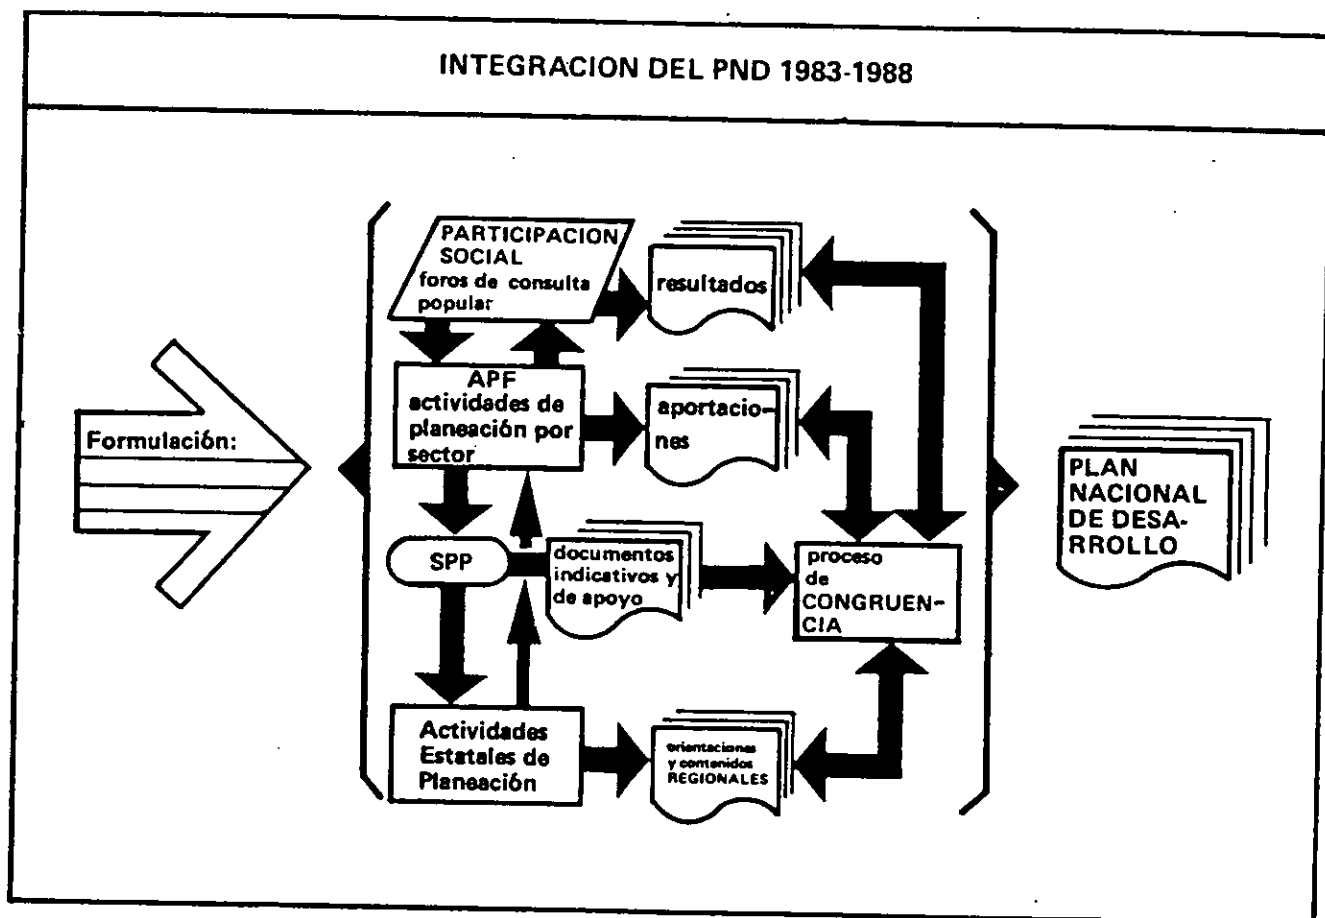 INTEGRACION DEL PND 1983-1988
Formulación:
PARTICIPACION
SOCIAL
foros de consulta
popular
resultados
APF
actividades de
planeación por
sector
aportacio-
nes
SPP
documentos
indicativos y
de apoyo
proceso
de
CONGRUEN-
CIA
Actividades
Estatales de
Planeación
orientaciones
y contenidos
REGIONALES
PLAN
NACIONAL
DE DESA-
RROLLO